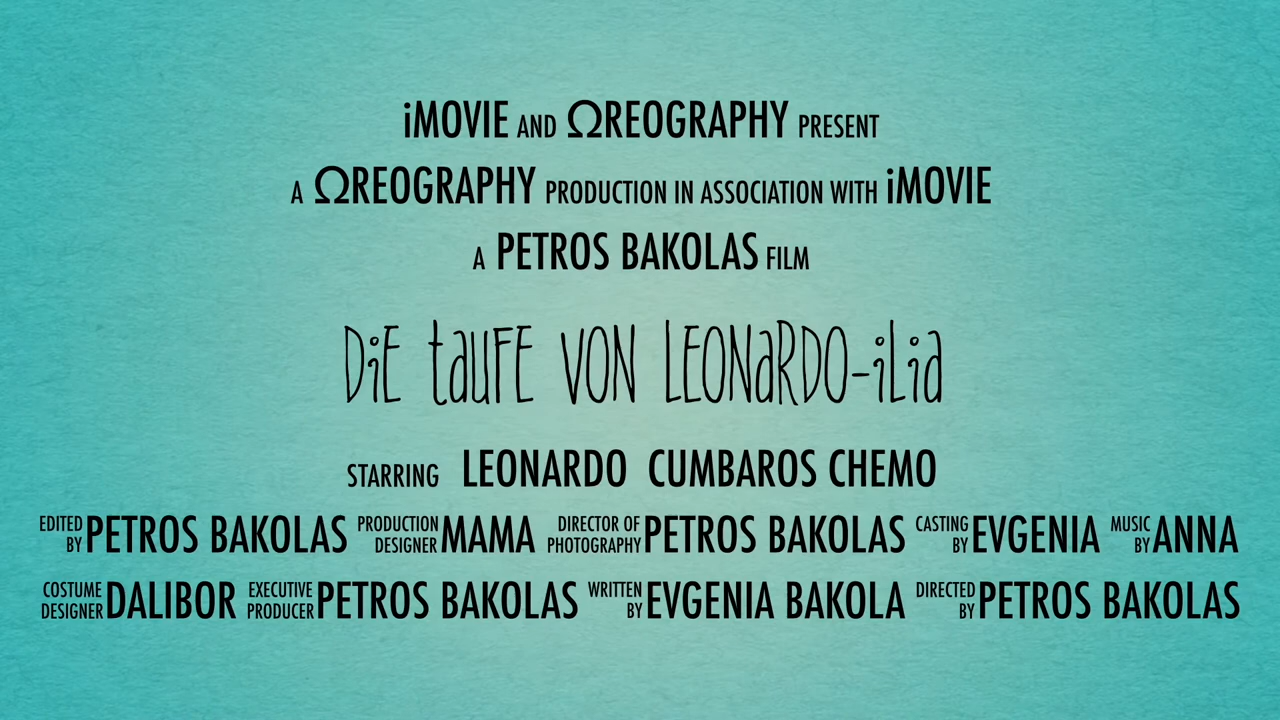 iMOVIE AND ΩREOGRAPHY PRESENT
A ΩREOGRAPHY PRODUCTION IN ASSOCIATION WITH iMOVIE
A PETROS BAKOLAS FILM
DiE taUFE VON LEONaRDO-iLia
STARRING LEONARDO CUMBAROS CHEMO
EDITED BY PETROS BAKOLAS PRODUCTION DESIGNER MAMA DIRECTOR OF PHOTOGRAPHY PETROS BAKOLAS CASTING BY EVGENIA MUSIC BY ANNA
COSTUME DESIGNER DALIBOR EXECUTIVE PRODUCER PETROS BAKOLAS WRITTEN BY EVGENIA BAKOLA DIRECTED BY PETROS BAKOLAS